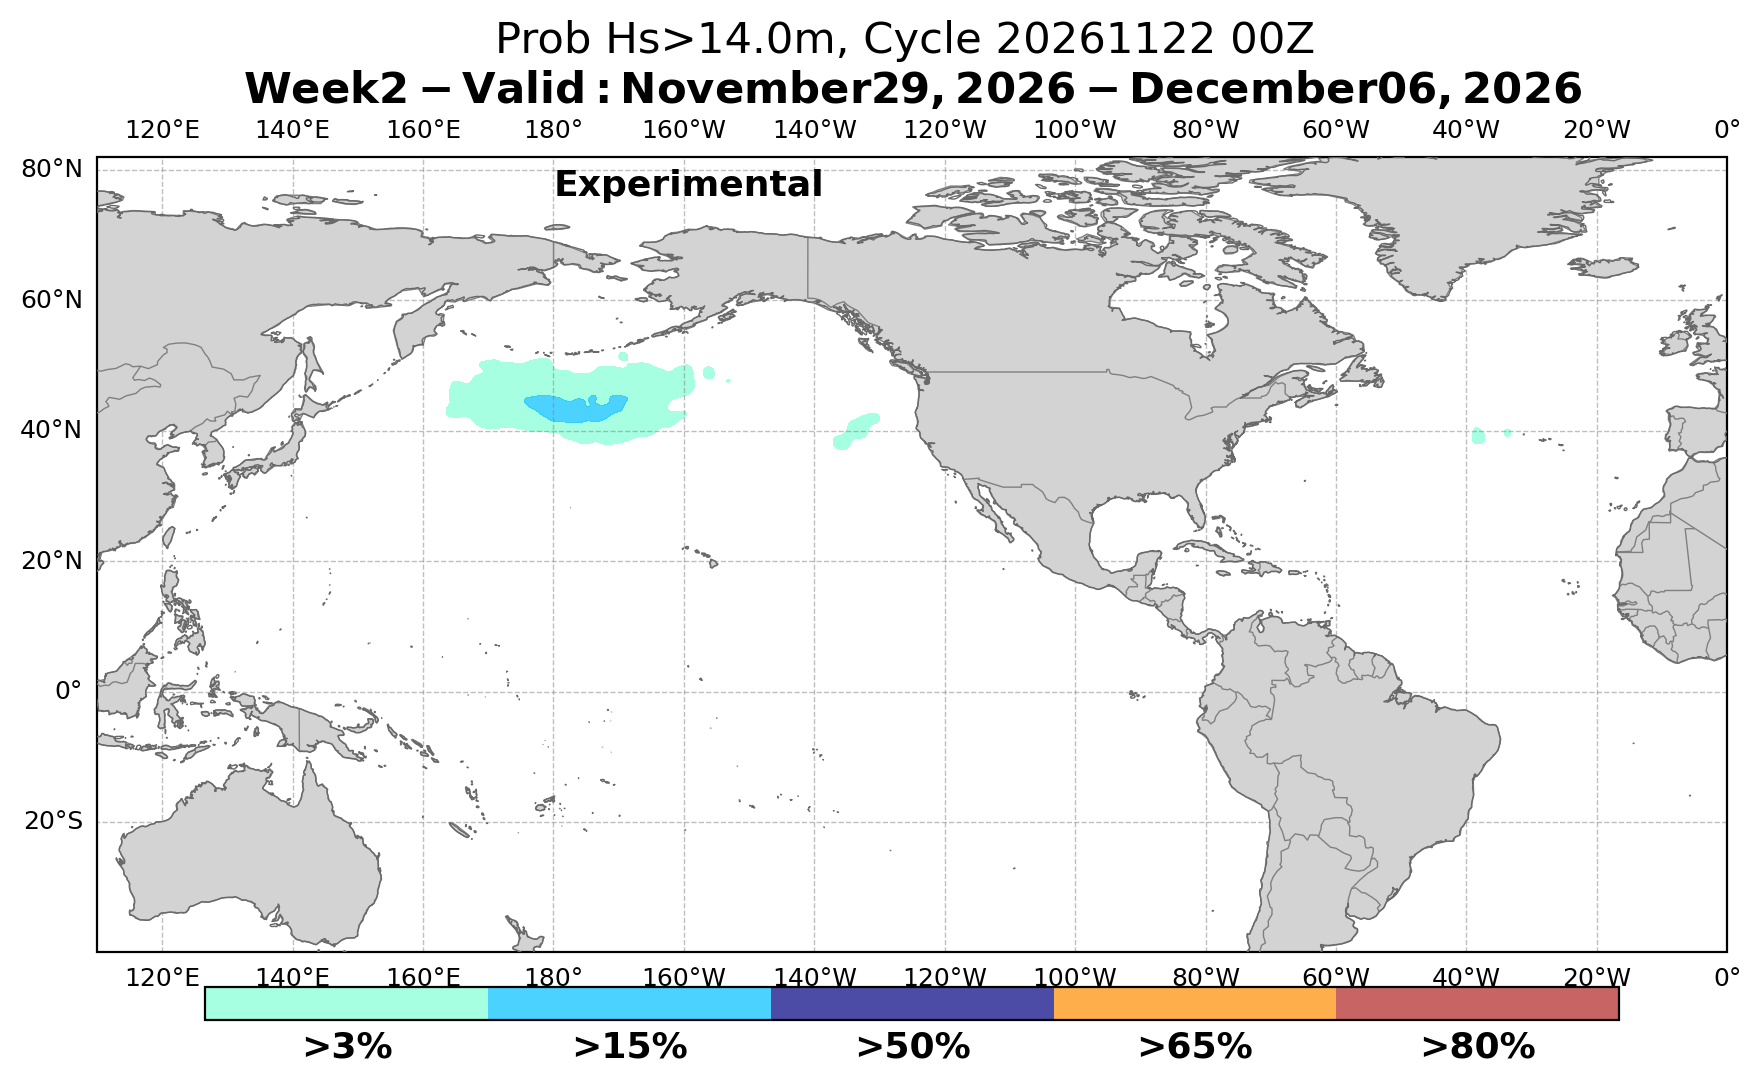 Prob Hs>14.0m, Cycle 20261122 00Z
Week2 – Valid : November29, 2026 – December06, 2026
120°E 140°E 160°E 180° 160°W 140°W 120°W 100°W 80°W 60°W 40°W 20°W 0°
80°N
Experimental
60°N
40°N
20°N
0°
20°S
120°E 140°E 160°E 180° 160°W 140°W 120°W 100°W 80°W 60°W 40°W 20°W 0°
>3% >15% >50% >65% >80%